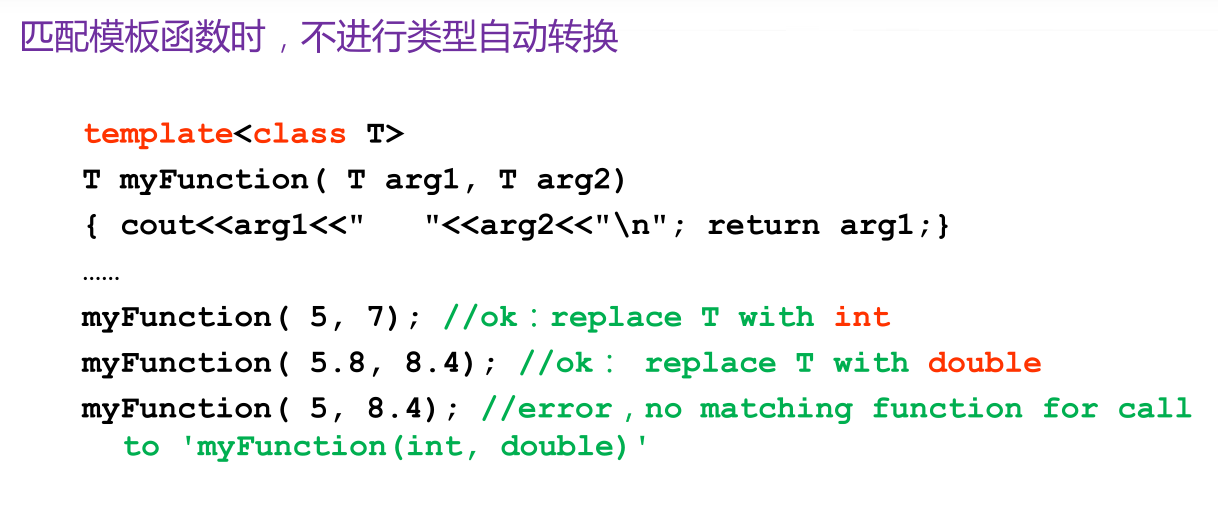 匹配模板函数时，不进行类型自动转换
template<class T>
T myFunction( T arg1, T arg2)
{ cout<<arg1<<"   "<<arg2<<"\n"; return arg1;}
……
myFunction( 5, 7); //ok：replace T with int
myFunction( 5.8, 8.4); //ok： replace T with double
myFunction( 5, 8.4); //error，no matching function for call
to 'myFunction(int, double)'